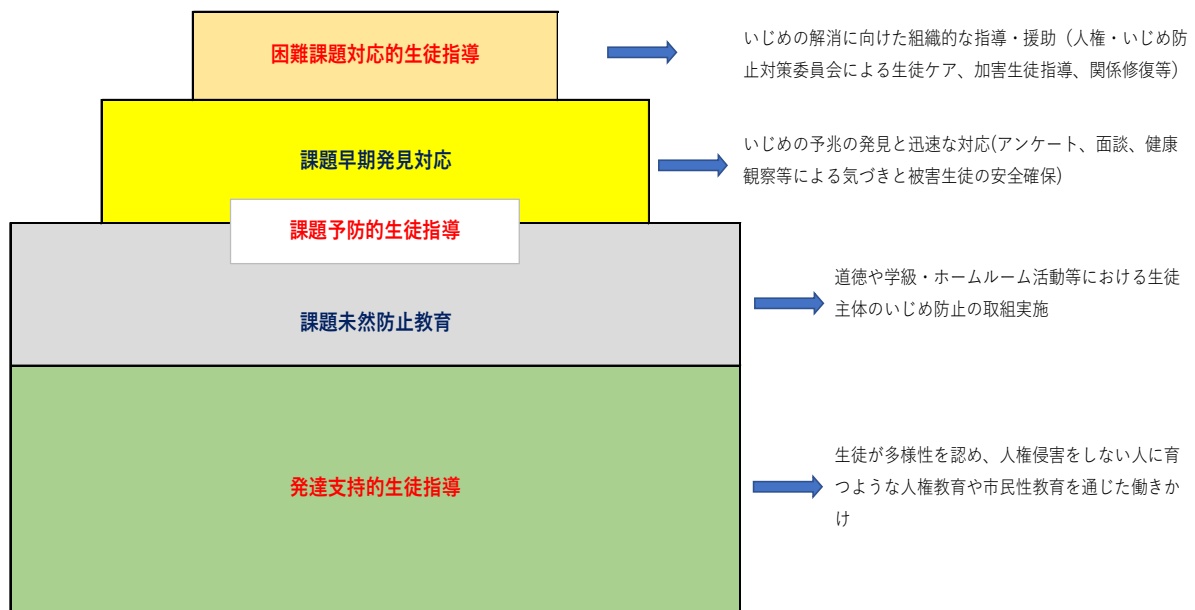 困難課題対応的生徒指導
いじめの解消に向けた組織的な指導・援助（人権・いじめ防
止対策委員会による生徒ケア、加害生徒指導、関係修復等）
課題早期発見対応
いじめの予兆の発見と迅速な対応(アンケート、面談、健康
観察等による気づきと被害生徒の安全確保)
課題予防的生徒指導
課題未然防止教育
道徳や学級・ホームルーム活動等における生徒
主体のいじめ防止の取組実施
発達支持的生徒指導
生徒が多様性を認め、人権侵害をしない人に育
つような人権教育や市民性教育を通じた働きか
け